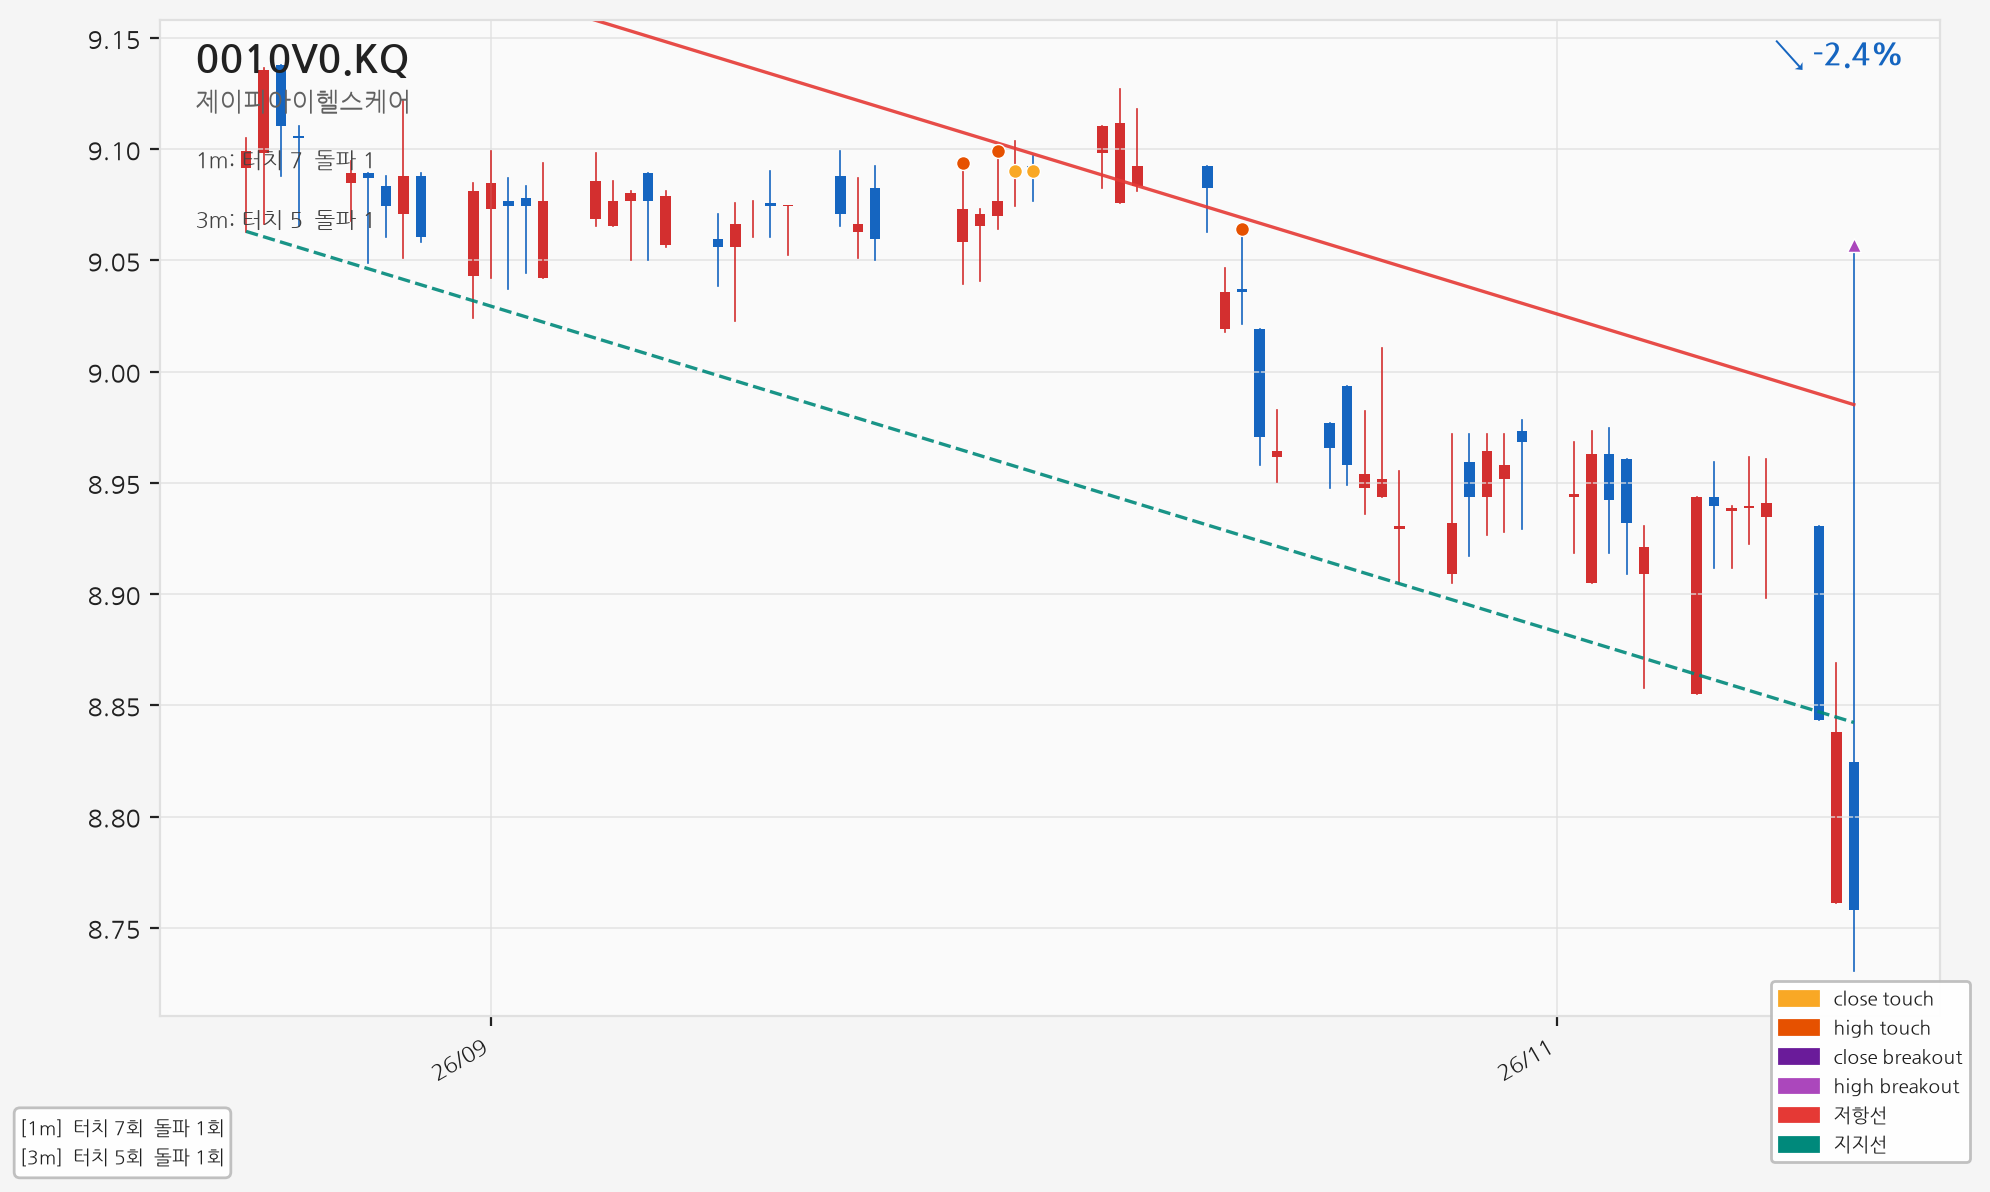 0010V0.KQ
제이피아이헬스케어
-2.4%
1m: 터치 7  돌파 1
3m: 터치 5  돌파 1
9.15
9.10
9.05
9.00
8.95
8.90
8.85
8.80
8.75
26/09
26/11
close touch
high touch
close breakout
high breakout
저항선
지지선
[1m]  터치 7회  돌파 1회
[3m]  터치 5회  돌파 1회